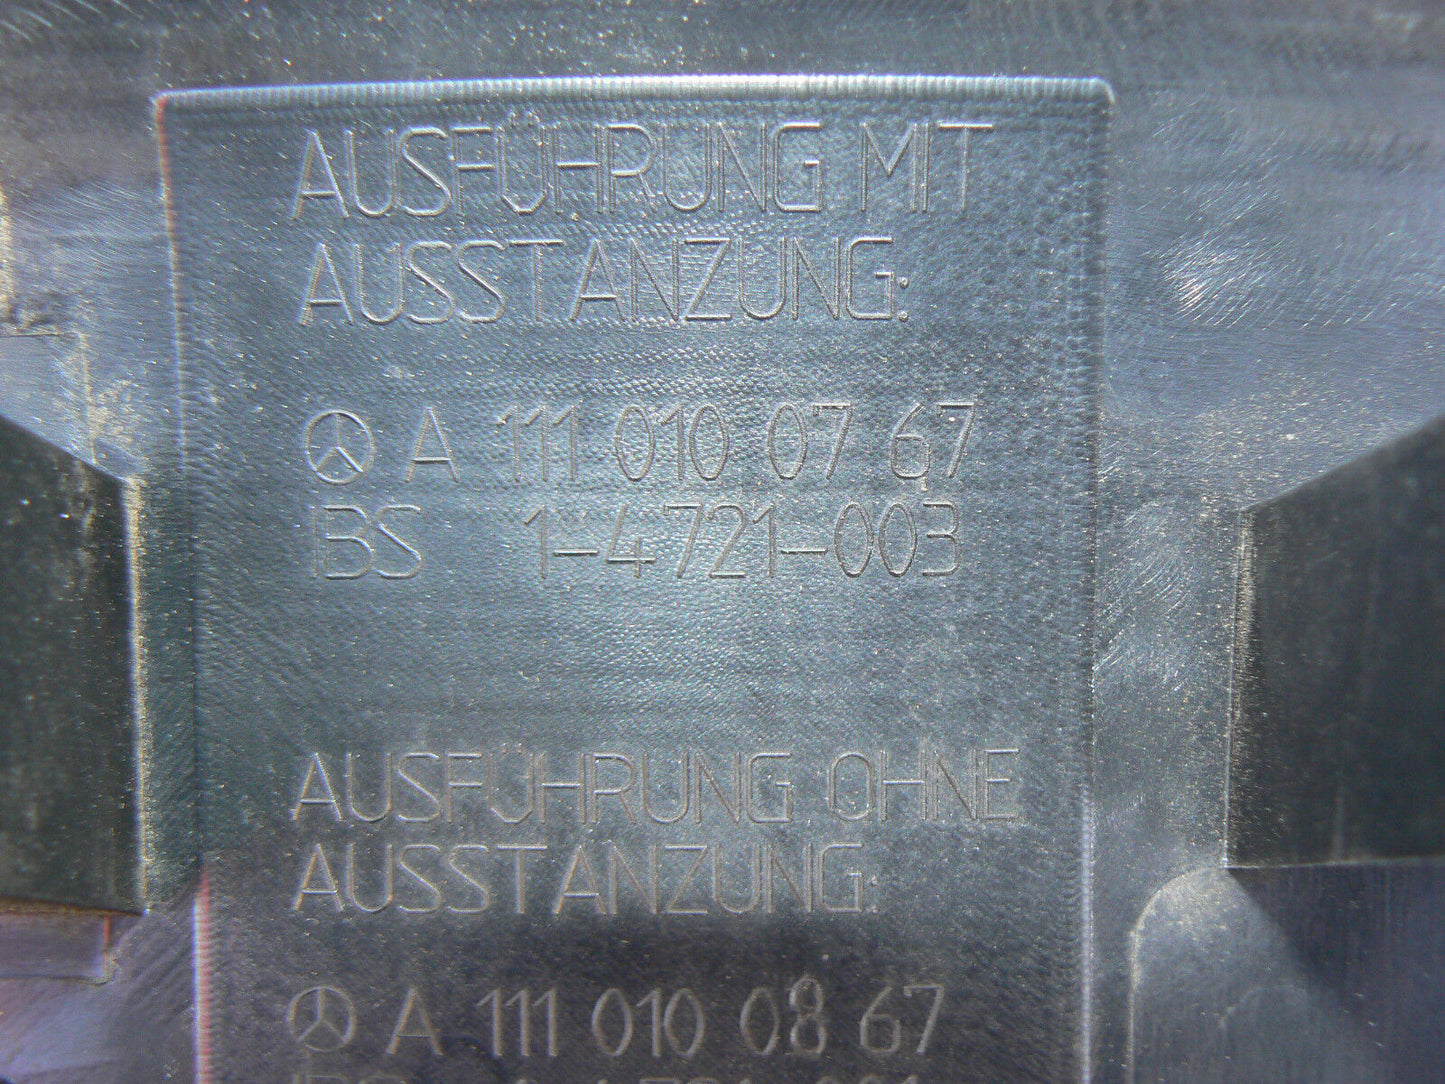 AUSFÜHRUNG MIT
AUSSTANZUNG:
A 111 010 07 67
IBS 1-4721-003
AUSFÜHRUNG OHNE
AUSSTANZUNG:
A 111 010 08 67